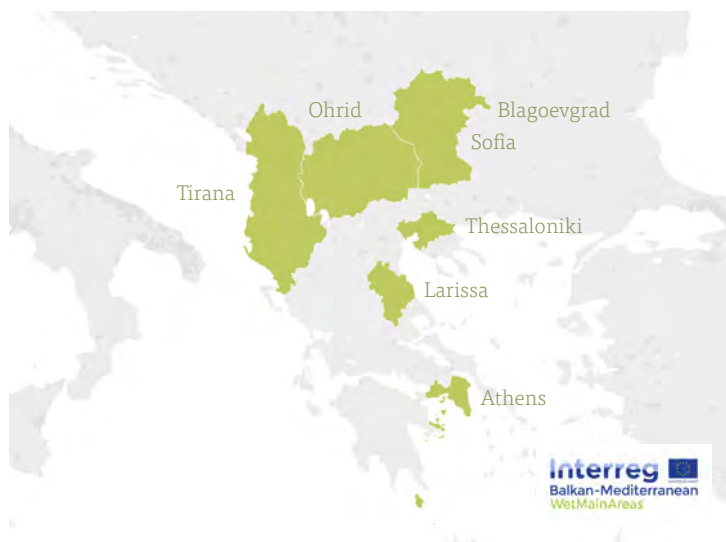 Ohrid
Blagoevgrad
Sofia
Tirana
Thessaloniki
Larissa
Athens
Interreg
Balkan-Mediterranean
WetMainAreas